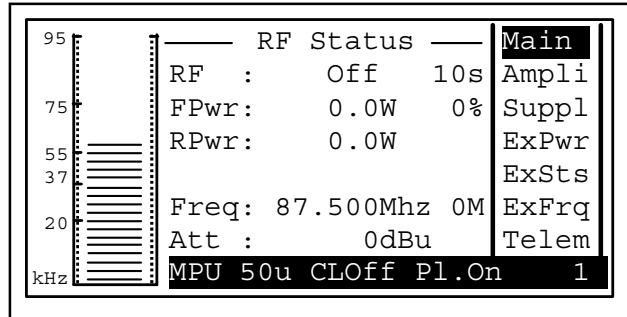 95
75
55
37
20
kHz
RF Status
RF : Off 10s
FPwr: 0.0W 0%
RPwr: 0.0W
Freq: 87.500Mhz 0M
Att : 0dBu
Main
Ampli
Suppl
ExPwr
ExSts
ExFrq
Telem
MPU 50u CLOff Pl.On 1